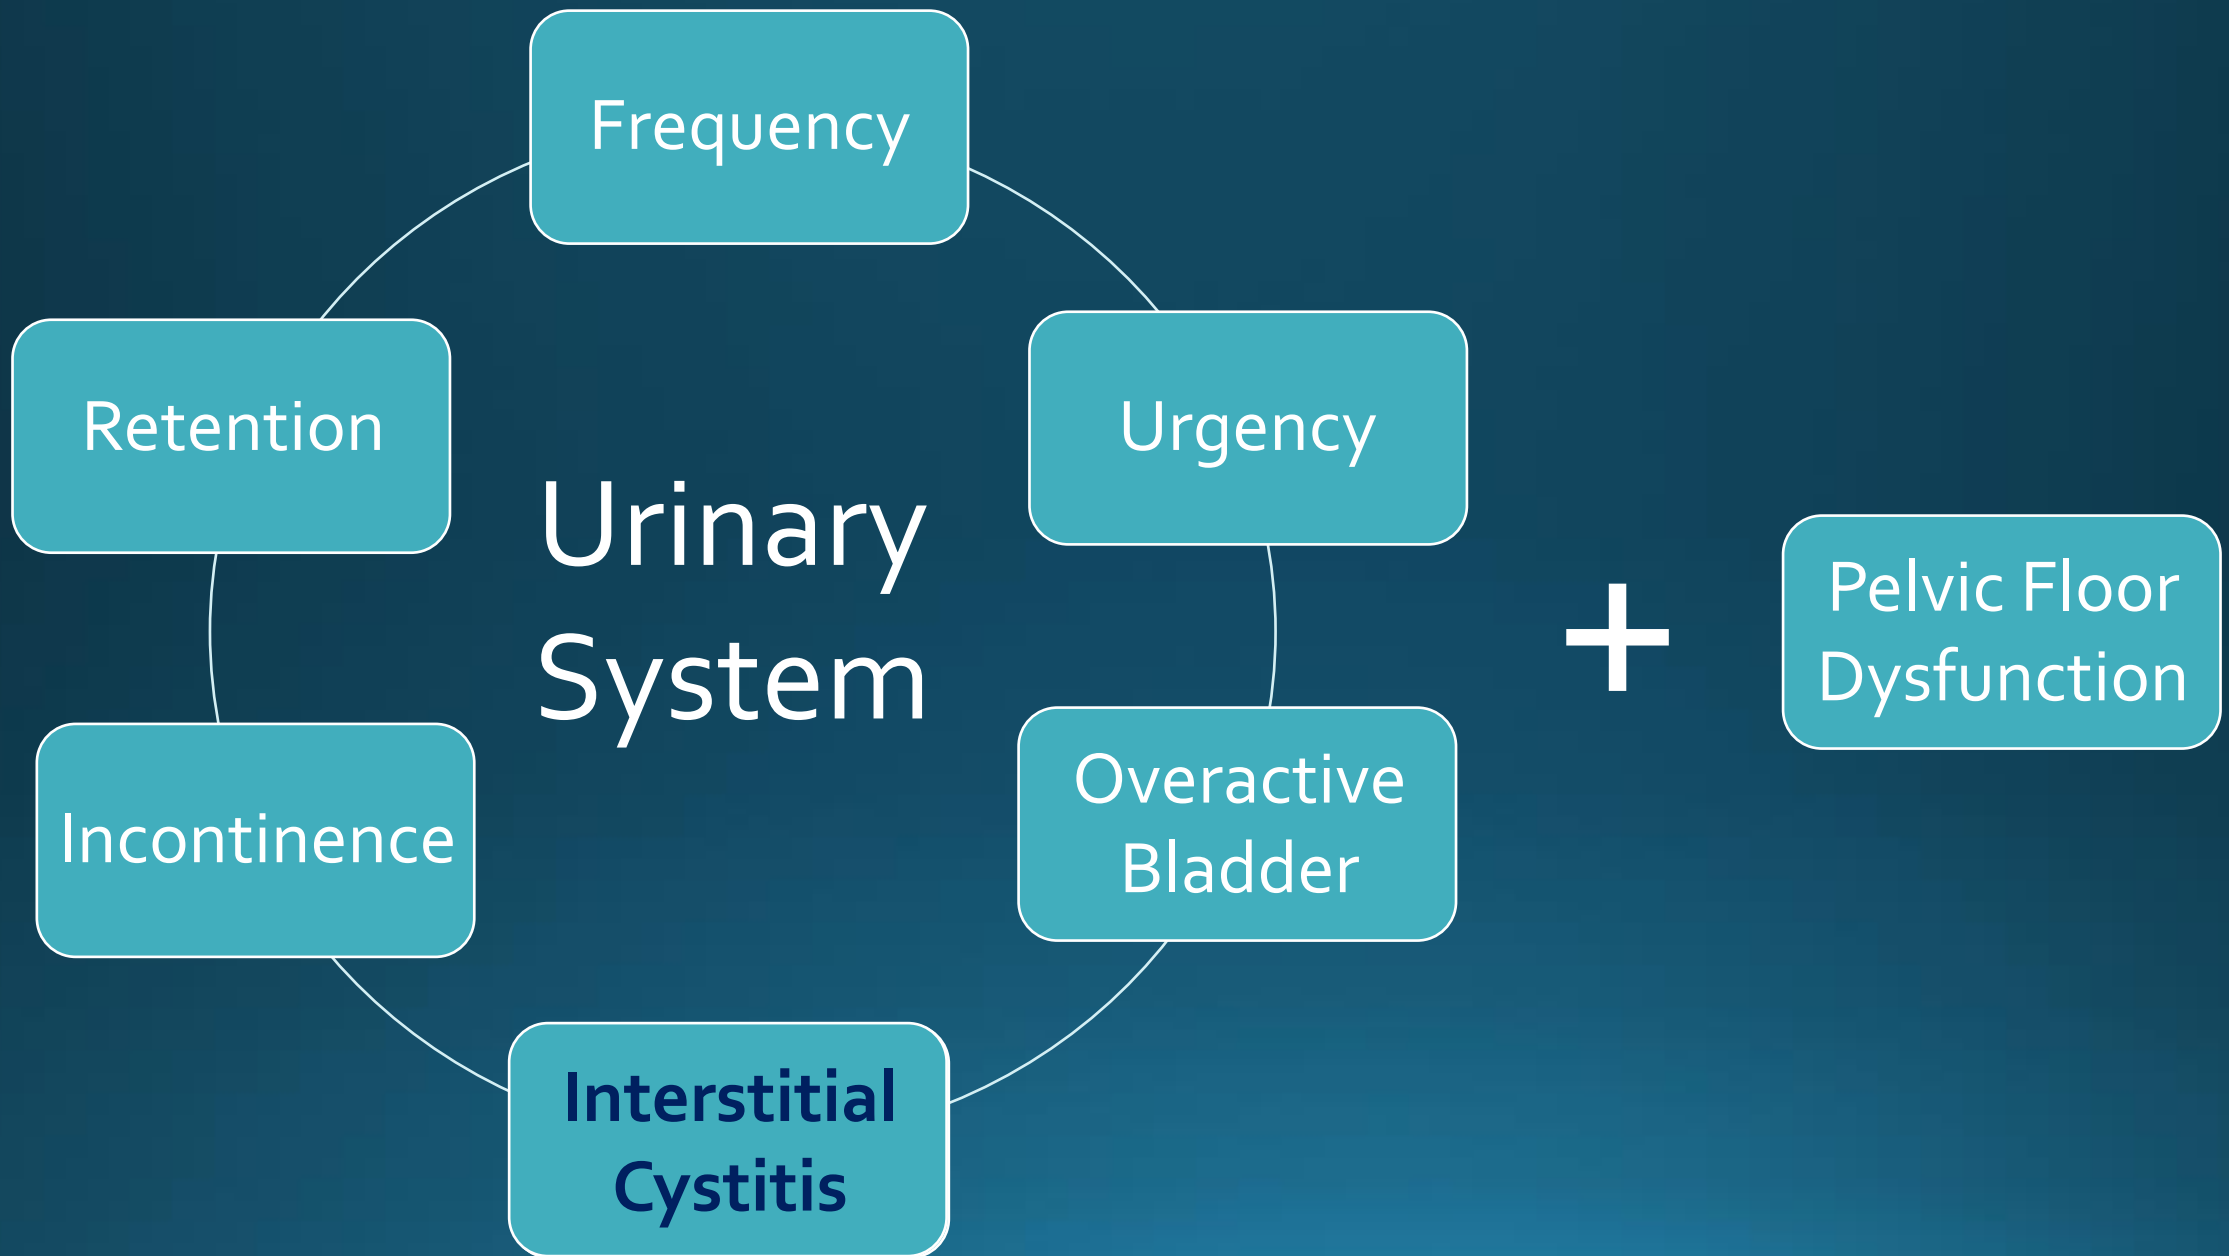 Frequency
Retention
Urgency
Urinary
System
+
Pelvic Floor
Dysfunction
Incontinence
Overactive
Bladder
Interstitial
Cystitis